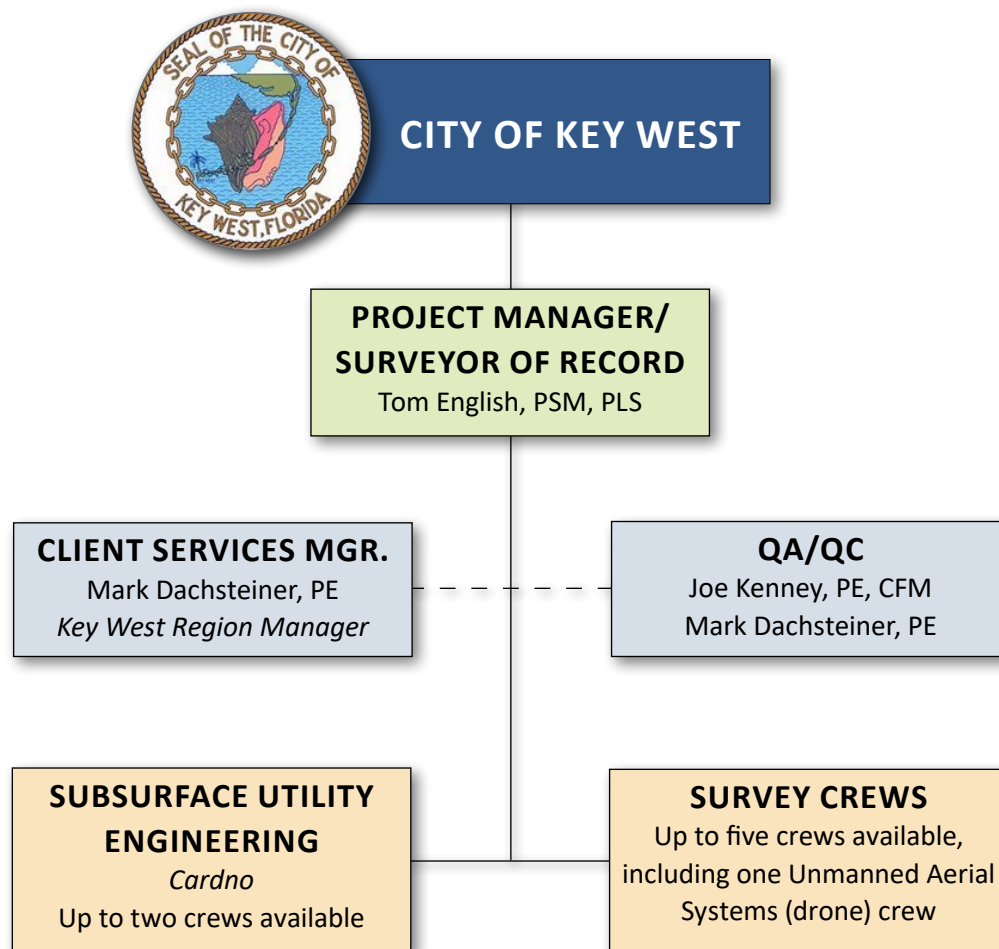 SEAL OF THE CITY OF
KEY WEST, FLORIDA
CITY OF KEY WEST
PROJECT MANAGER/
SURVEYOR OF RECORD
Tom English, PSM, PLS
CLIENT SERVICES MGR.
Mark Dachsteiner, PE
Key West Region Manager
QA/QC
Joe Kenney, PE, CFM
Mark Dachsteiner, PE
SUBSURFACE UTILITY
ENGINEERING
Cardno
Up to two crews available
SURVEY CREWS
Up to five crews available,
including one Unmanned Aerial
Systems (drone) crew